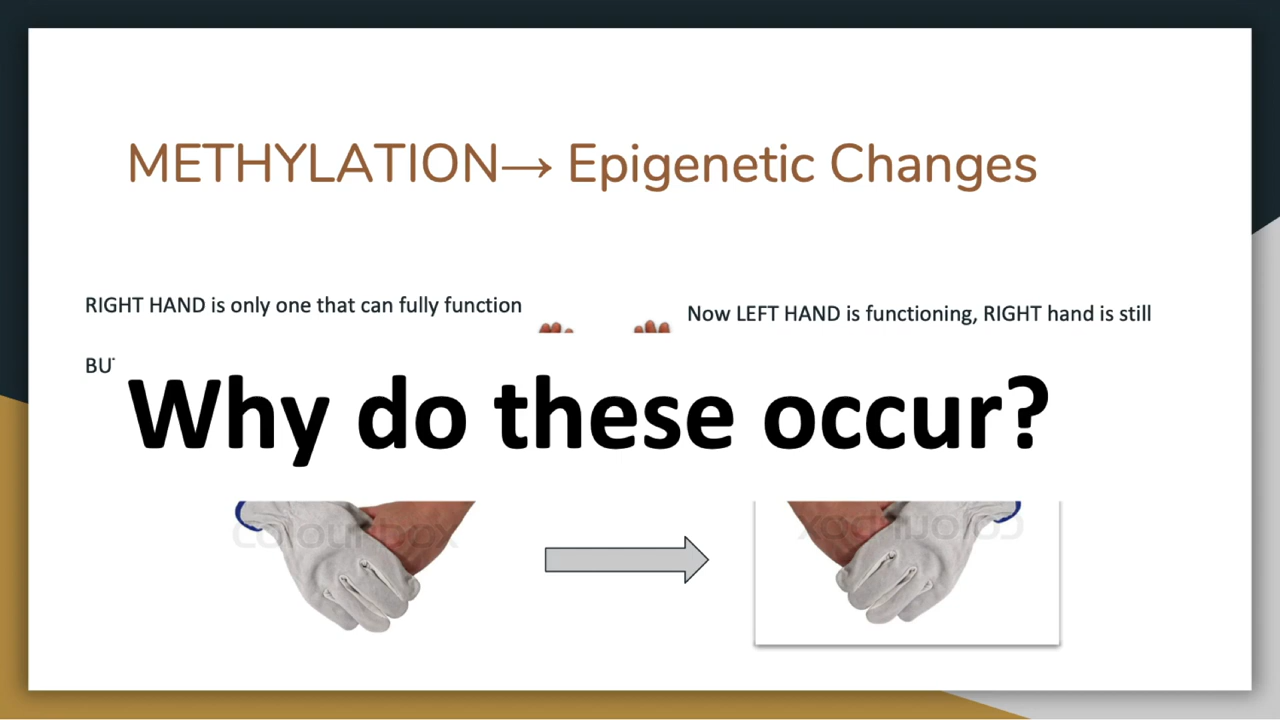 METHYLATION→ Epigenetic Changes
RIGHT HAND is only one that can fully function
Now LEFT HAND is functioning, RIGHT hand is still
Why do these occur?
colourbox